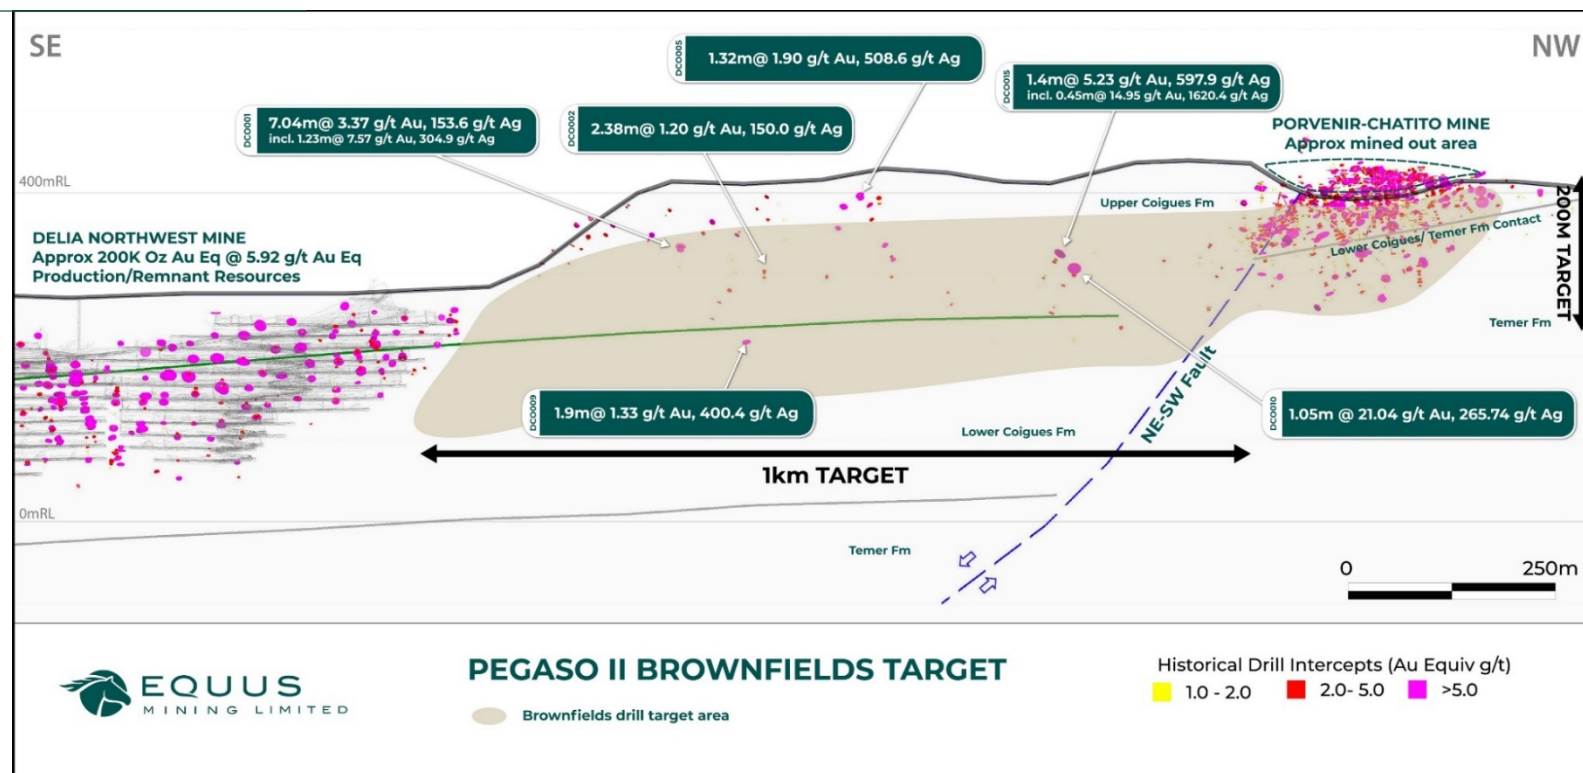 SE
NW
DCO005
1.32m@ 1.90 g/t Au, 508.6 g/t Ag
DCO015
1.4m@ 5.23 g/t Au, 597.9 g/t Ag
incl. 0.45m@ 14.95 g/t Au, 1620.4 g/t Ag
DCO001
7.04m@ 3.37 g/t Au, 153.6 g/t Ag
incl. 1.23m@ 7.57 g/t Au, 304.9 g/t Ag
DCO002
2.38m@ 1.20 g/t Au, 150.0 g/t Ag
PORVENIR-CHATITO MINE
Approx mined out area
400mRL
Upper Coigues Fm
200M TARGET
Lower Coigues/ Temer Fm Contact
DELIA NORTHWEST MINE
Approx 200K Oz Au Eq @ 5.92 g/t Au Eq
Production/Remnant Resources
Temer Fm
NE-SW Fault
DCO009
1.9m@ 1.33 g/t Au, 400.4 g/t Ag
DCO010
1.05m @ 21.04 g/t Au, 265.74 g/t Ag
Lower Coigues Fm
1km TARGET
0mRL
Temer Fm
0 250m
EQUUS
MINING LIMITED
PEGASO II BROWNFIELDS TARGET
Brownfields drill target area
Historical Drill Intercepts (Au Equiv g/t)
1.0 - 2.0 2.0- 5.0 >5.0